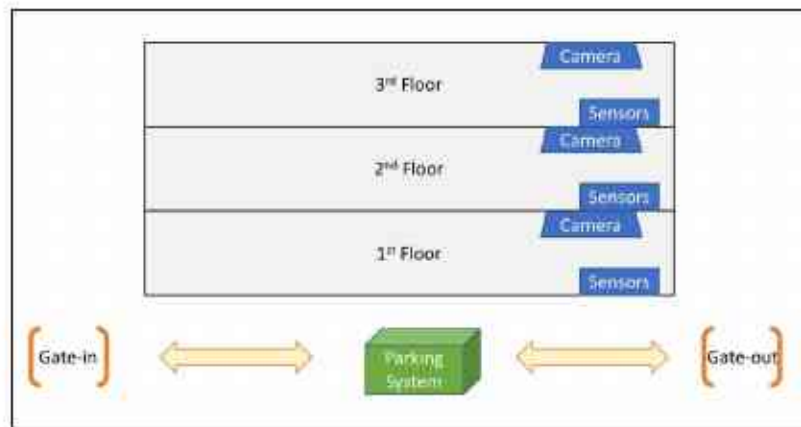 Camera
3rd Floor
Sensors
Camera
2nd Floor
Sensors
Camera
1st Floor
Sensors
Gate-in
Parking
System
Gate-out